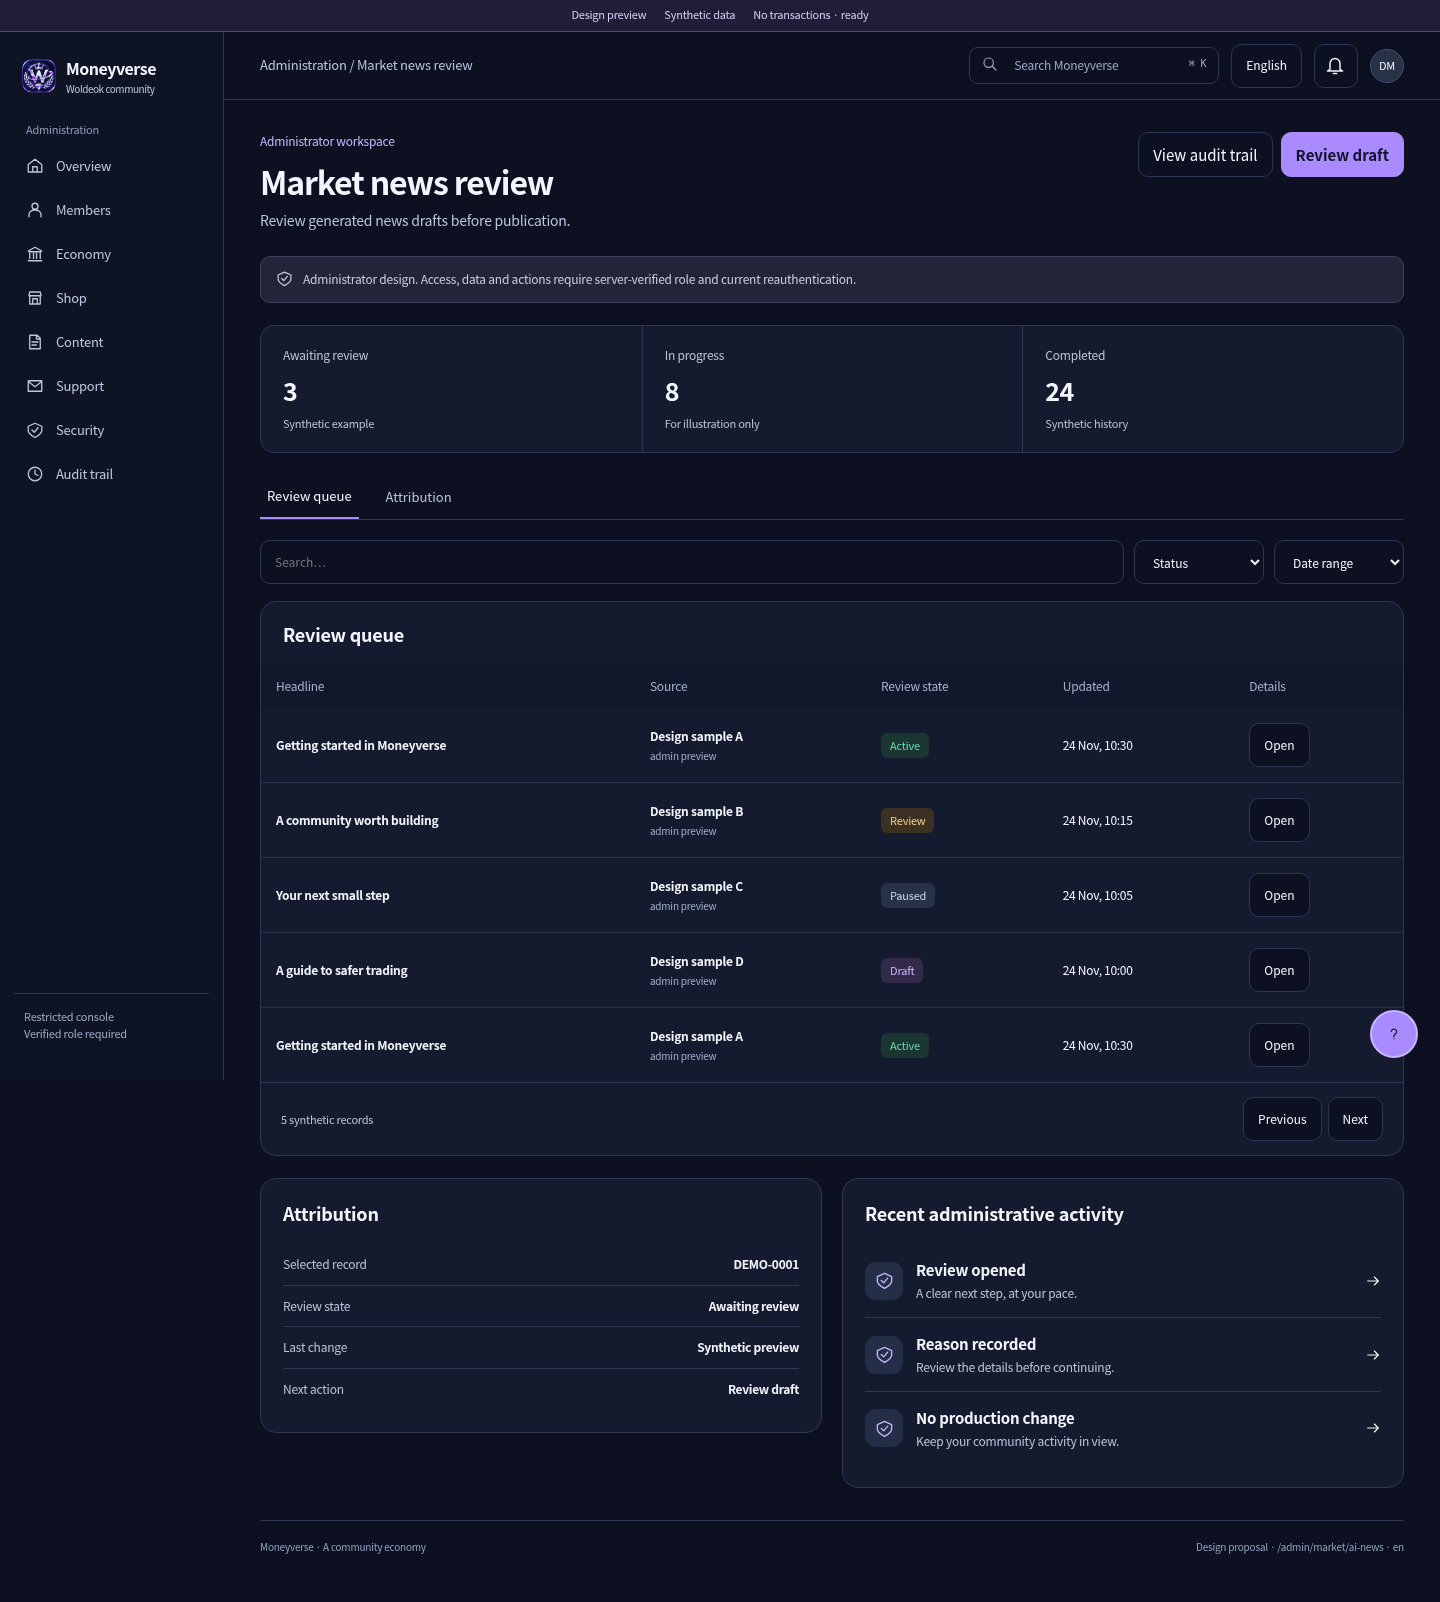 Design preview Synthetic data No transactions · ready
Moneyverse
Woldeok community
Administration / Market news review
Search Moneyverse ⌘ K
English
DM
Administration
Overview
Members
Economy
Shop
Content
Support
Security
Audit trail
Restricted console
Verified role required
Administrator workspace
Market news review
Review generated news drafts before publication.
View audit trail
Review draft
Administrator design. Access, data and actions require server-verified role and current reauthentication.
Awaiting review
3
Synthetic example
In progress
8
For illustration only
Completed
24
Synthetic history
Review queue Attribution
Search…
Status
Date range
Review queue
Headline Source Review state Updated Details
Getting started in Moneyverse Design sample A admin preview Active 24 Nov, 10:30 Open
A community worth building Design sample B admin preview Review 24 Nov, 10:15 Open
Your next small step Design sample C admin preview Paused 24 Nov, 10:05 Open
A guide to safer trading Design sample D admin preview Draft 24 Nov, 10:00 Open
Getting started in Moneyverse Design sample A admin preview Active 24 Nov, 10:30 Open
?
5 synthetic records
Previous Next
Attribution
Selected record DEMO-0001
Review state Awaiting review
Last change Synthetic preview
Next action Review draft
Recent administrative activity
Review opened
A clear next step, at your pace.
Reason recorded
Review the details before continuing.
No production change
Keep your community activity in view.
Moneyverse · A community economy
Design proposal · /admin/market/ai-news · en